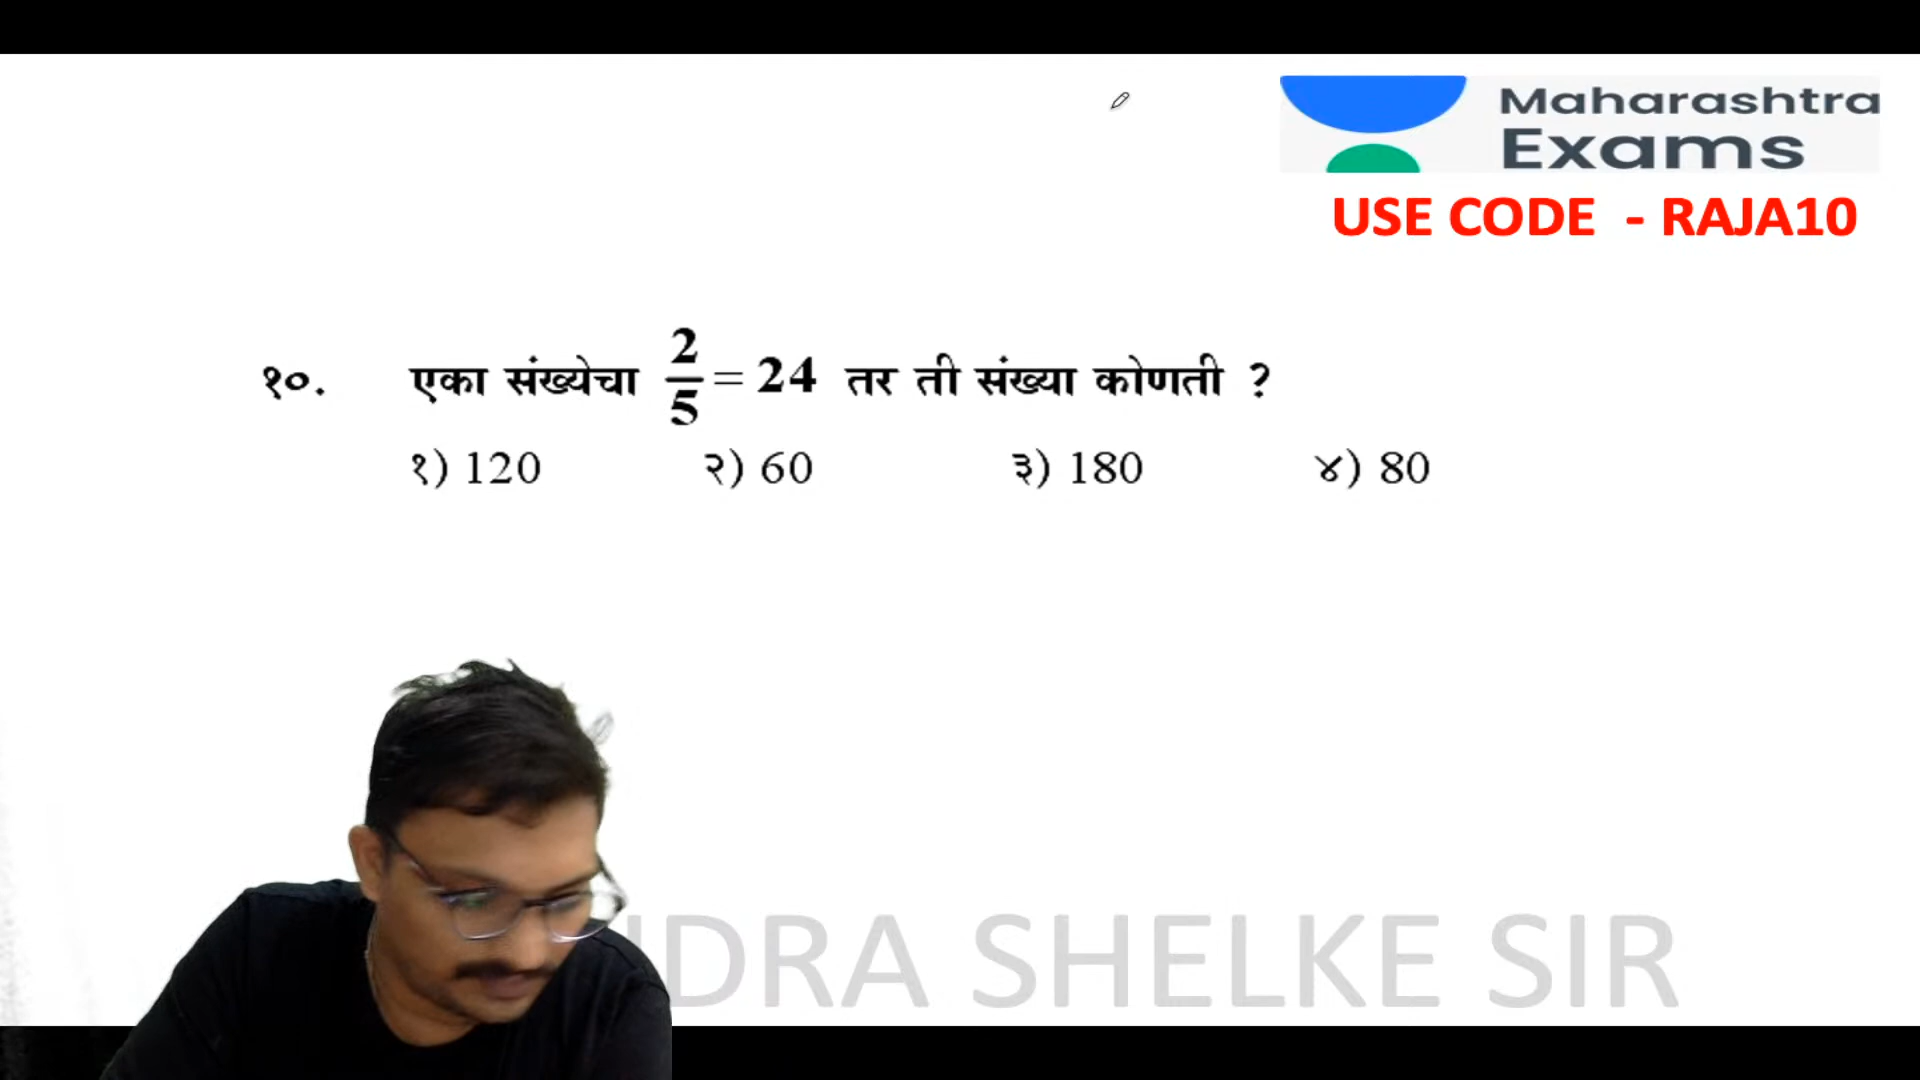 Maharashtra
Exams
USE CODE - RAJA10
१०. एका संख्येचा 2/5 = 24 तर ती संख्या कोणती ?
१) 120 २) 60 ३) 180 ४) 80
SHELKE SIR